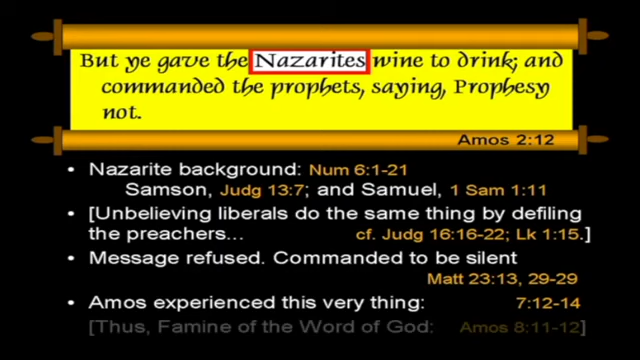 But ye gave the Nazarites wine to drink; and
commanded the prophets, saying, Prophesy
not.
Amos 2:12
• Nazarite background: Num 6:1-21
Samson, Judg 13:7; and Samuel, 1 Sam 1:11
• [Unbelieving liberals do the same thing by defiling
the preachers... cf. Judg 16:16-22; Lk 1:15.]
• Message refused. Commanded to be silent
Matt 23:13, 29-29
• Amos experienced this very thing: 7:12-14
[Thus, Famine of the Word of God: Amos 8:11-12]